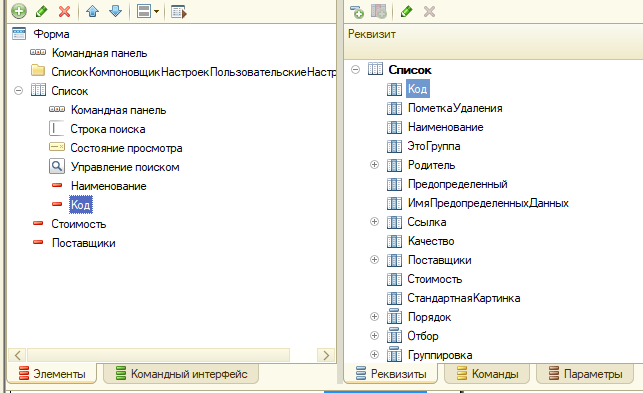 Форма
Командная панель
СписокКомпоновщикНастроекПользовательскиеНастр
Список
Командная панель
Строка поиска
Состояние просмотра
Управление поиском
Наименование
Код
Стоимость
Поставщики
Элементы
Командный интерфейс
Реквизит
Список
Код
ПометкаУдаления
Наименование
ЭтоГруппа
Родитель
Предопределенный
ИмяПредопределенныхДанных
Ссылка
Качество
Поставщики
Стоимость
СтандартнаяКартинка
Порядок
Отбор
Группировка
Реквизиты
Команды
Параметры